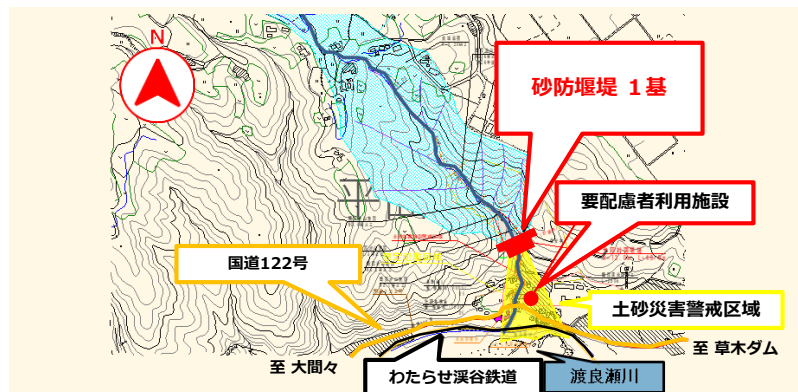 N
砂防堰堤 1基
要配慮者利用施設
平
国道122号
土砂災害警戒区域
至 大間々
わたらせ渓谷鉄道
渡良瀬川
至 草木ダム